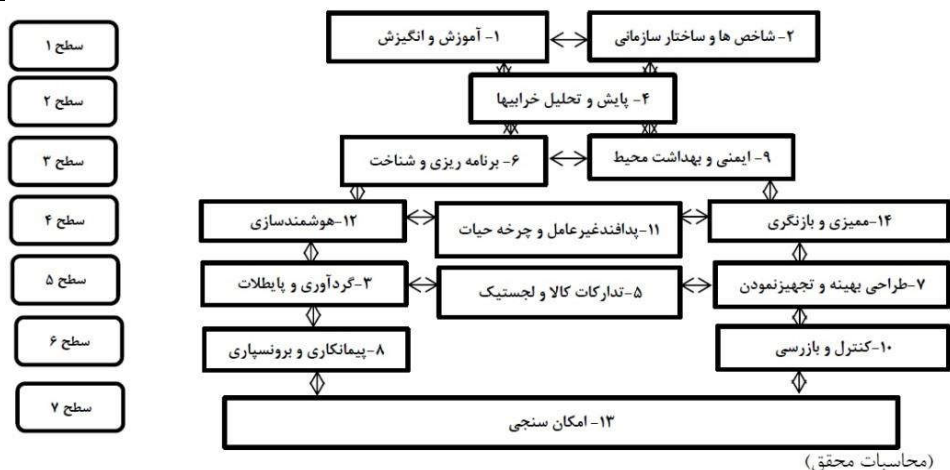 سطح ۱
۱- آموزش و انگیزش
۲- شاخص ها و ساختار سازمانی
سطح ۲
۴- پایش و تحلیل خرابیها
سطح ۳
۶- برنامه ریزی و شناخت
۹- ایمنی و بهداشت محیط
سطح ۴
۱۲-هوشمندسازی
۱۱-پدافندغیرعامل و چرخه حیات
۱۴- ممیزی و بازنگری
سطح ۵
۳-گردآوری و پایطلات
۵-تدارکات کالا و لجستیک
۷-طراحی بهینه و تجهیزنمودن
سطح ۶
۸-پیمانکاری و برونسپاری
۱۰-کنترل و بازرسی
سطح ۷
۱۳- امکان سنجی
(محاسبات محقق)